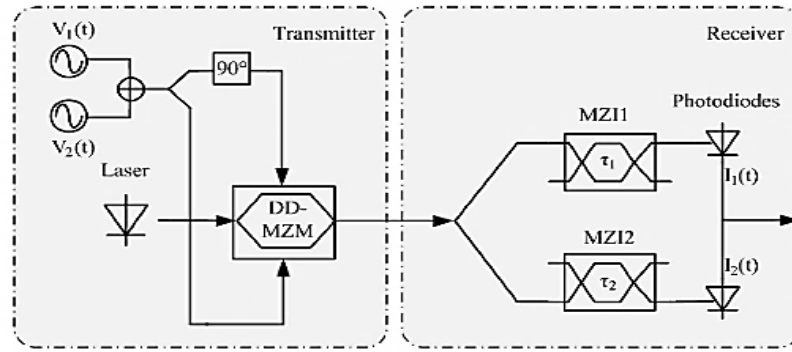 V₁(t)
Transmitter
Receiver
90°
V₂(t)
Photodiodes
MZI1
τ₁
I₁(t)
Laser
DD-
MZM
MZI2
τ₂
I₂(t)